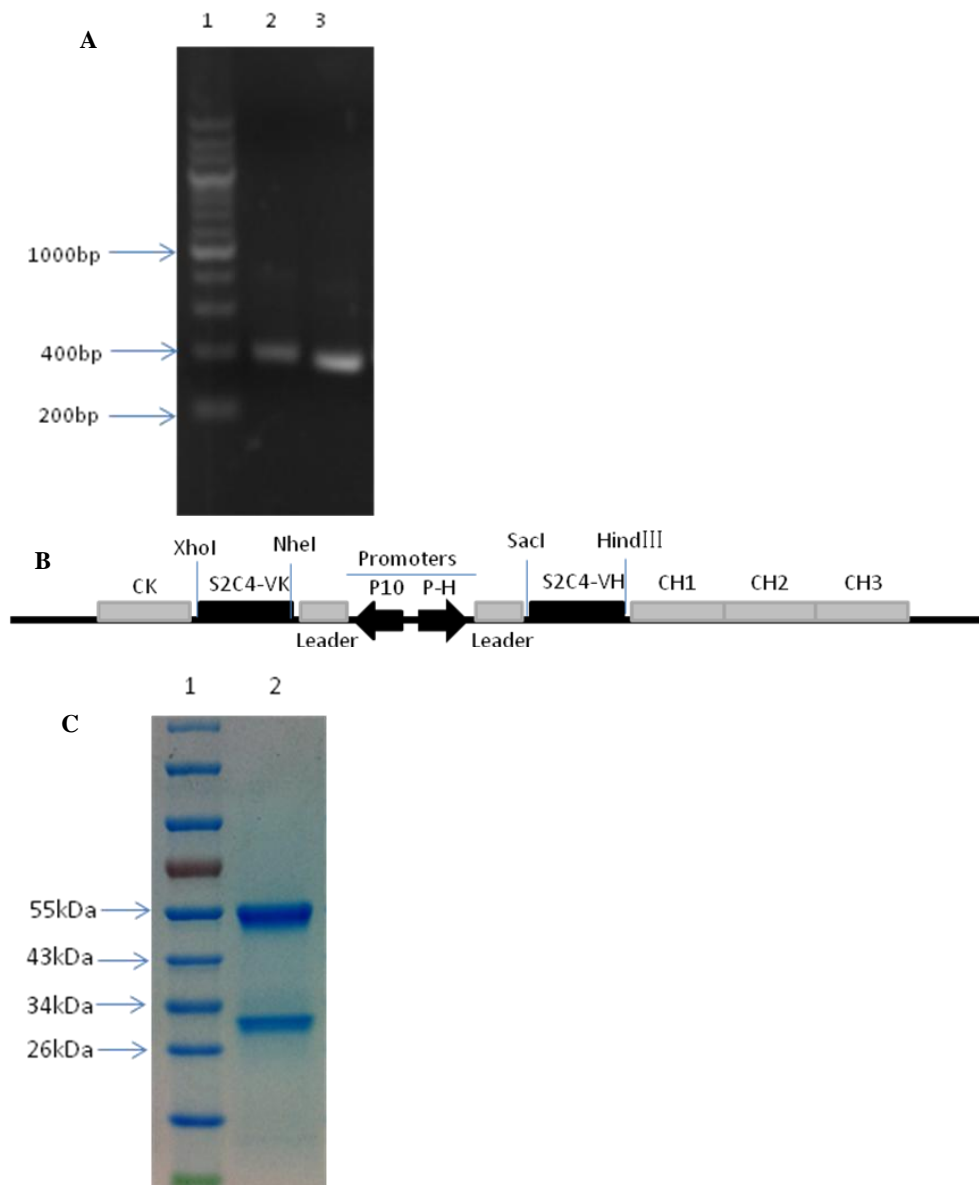 A
1 2 3
1000bp
400bp
200bp
B
XhoI NheI SacI HindIII
Promoters
CK S2C4-VK P10 P-H S2C4-VH CH1 CH2 CH3
Leader Leader
C
1 2
55kDa
43kDa
34kDa
26kDa